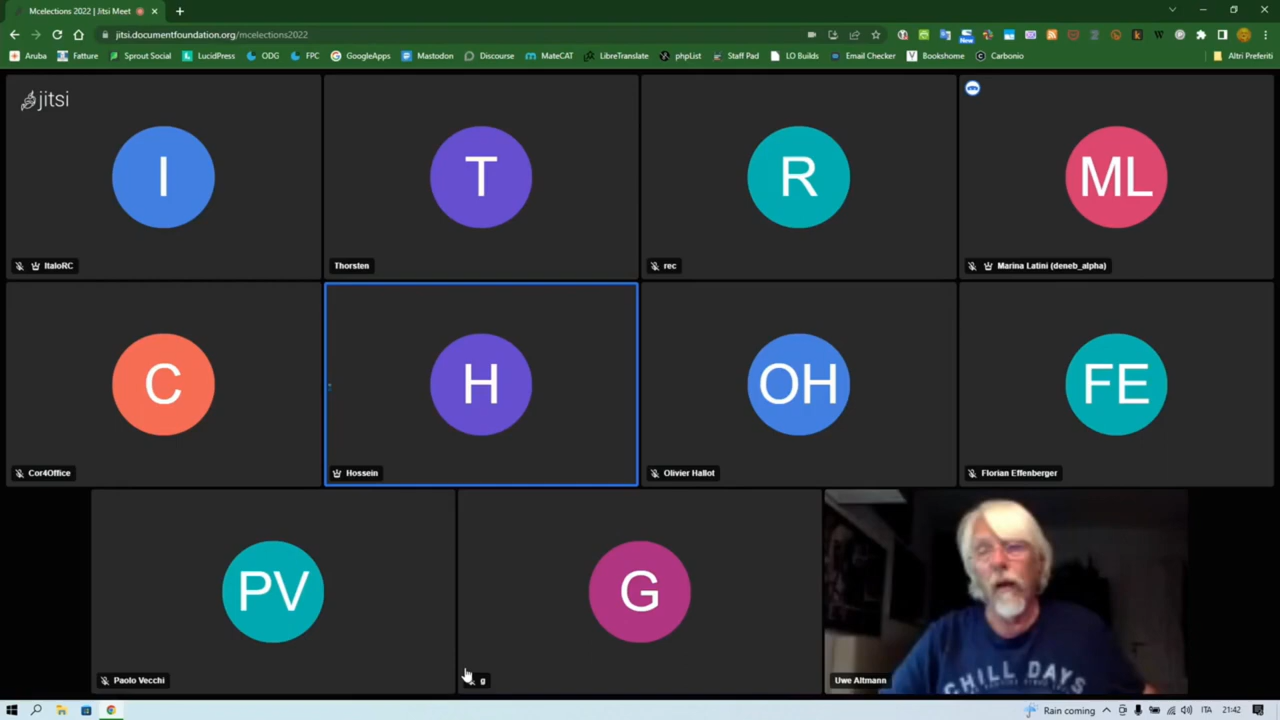 Mcelections 2022 | Jitsi Meet
jitsi.documentfoundation.org/mcelections2022
New
Aruba
Fatture
Sprout Social
LucidPress
ODG
FPC
GoogleApps
Mastodon
Discourse
MateCAT
LibreTranslate
phpList
Staff Pad
LO Builds
Email Checker
Bookshome
Carbonio
Altri Preferiti
jitsi
I
T
R
ML
ItaloRC
Thorsten
rec
Marina Latini (deneb_alpha)
C
H
OH
FE
Cor4Office
Hossein
Olivier Hallot
Florian Effenberger
PV
G
CHILL DAYS
Paolo Vecchi
g
Uwe Altmann
Rain coming
ITA
21:42